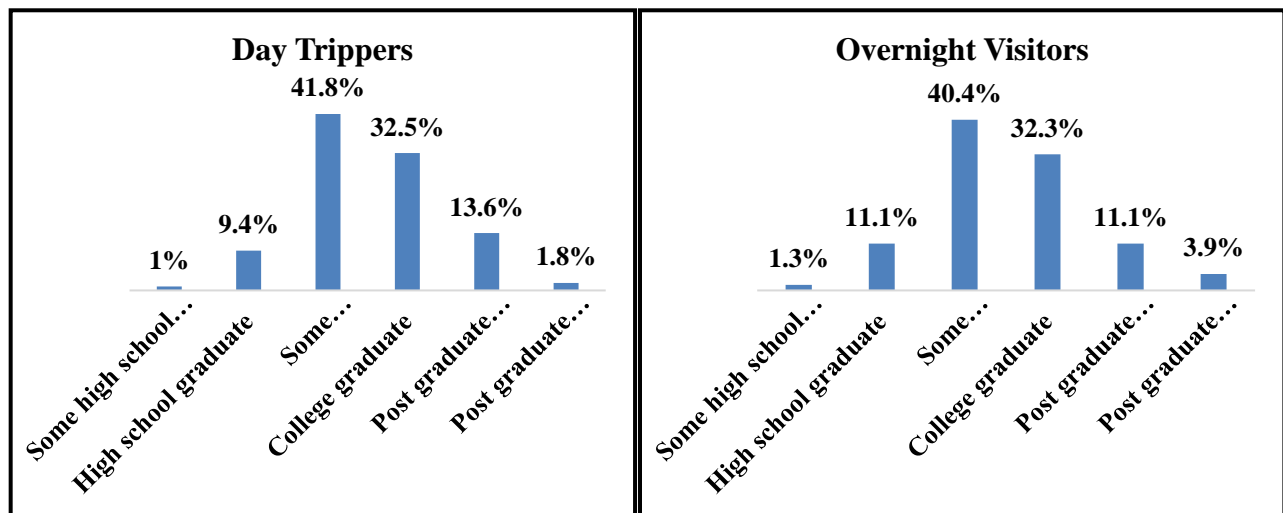 Day Trippers
41.8%
32.5%
13.6%
9.4%
1.8%
1%
Some high school…
High school graduate
Some…
College graduate
Post graduate…
Post graduate…
Overnight Visitors
40.4%
32.3%
11.1%
11.1%
3.9%
1.3%
Some high school…
High school graduate
Some…
College graduate
Post graduate…
Post graduate…